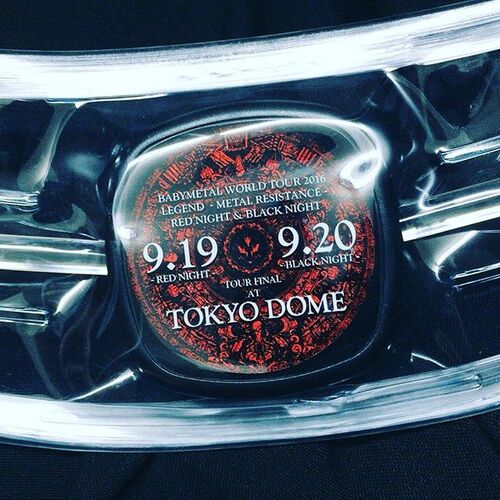 BABYMETAL WORLD TOUR 2016
LEGEND - METAL RESISTANCE -
RED NIGHT & BLACK NIGHT
9.19 9.20
- RED NIGHT - - BLACK NIGHT -
TOUR FINAL
AT
TOKYO DOME